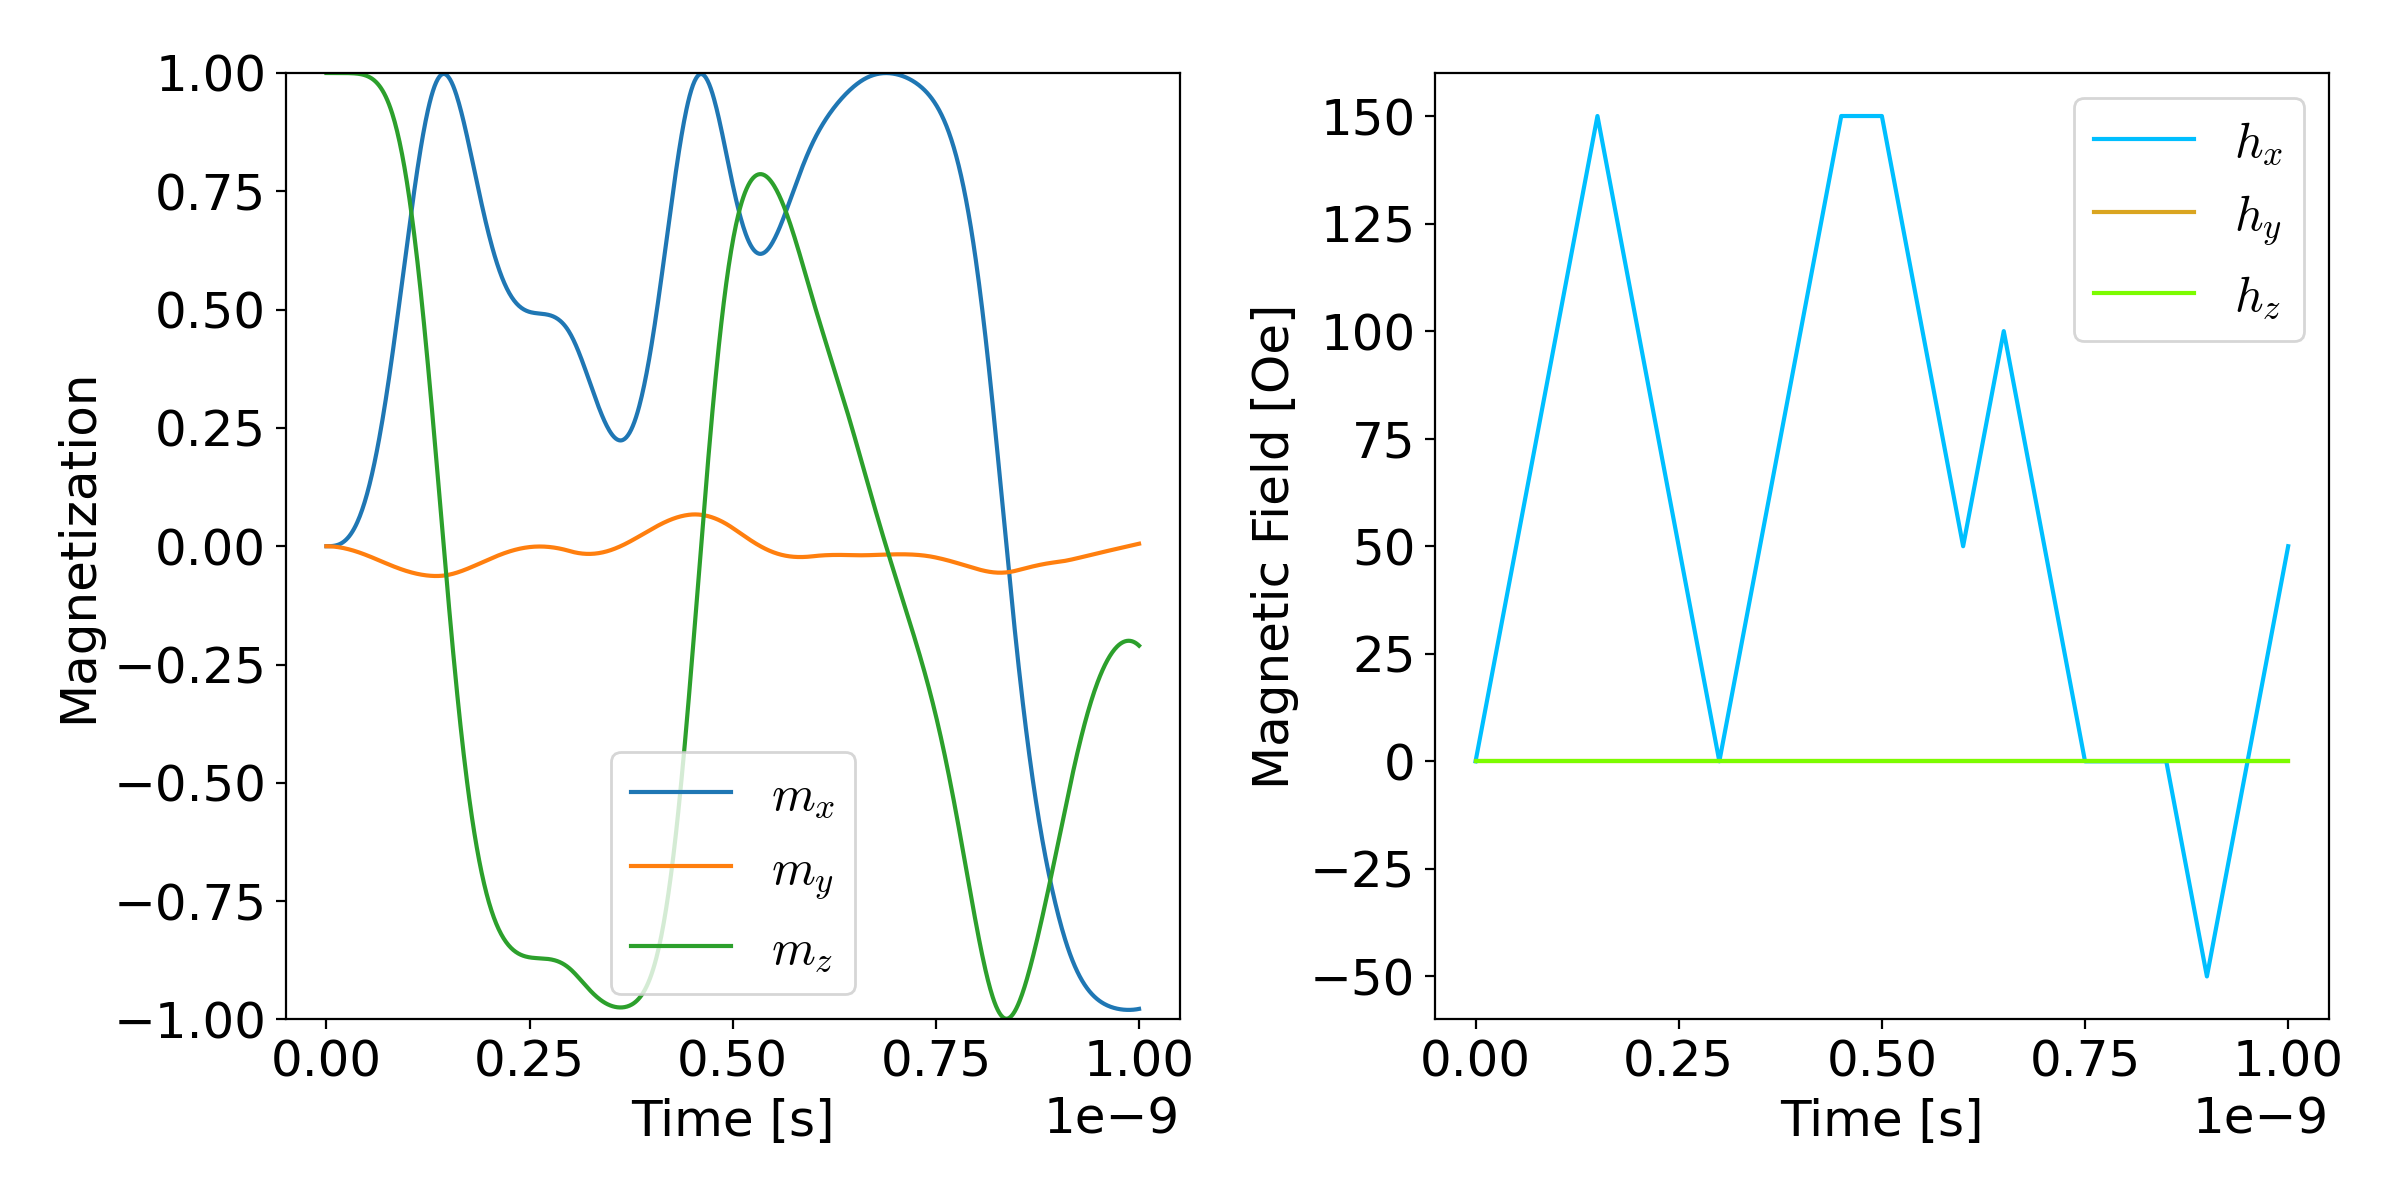 1.00
0.75
0.50
0.25
0.00
−0.25
−0.50
−0.75
−1.00
Magnetization
0.00 0.25 0.50 0.75 1.00
Time [s]
1e−9
m_x
m_y
m_z
150
125
100
75
50
25
0
−25
−50
Magnetic Field [Oe]
0.00 0.25 0.50 0.75 1.00
Time [s]
1e−9
h_x
h_y
h_z